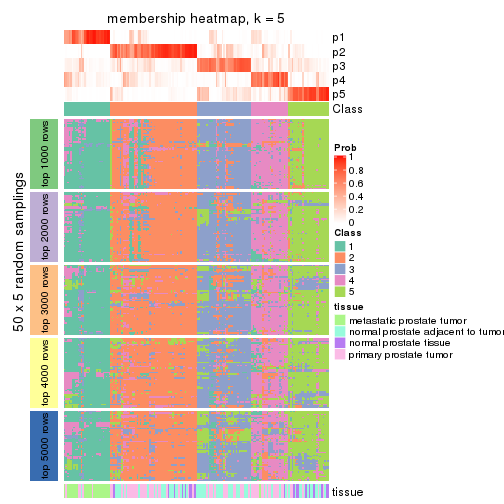 membership heatmap, k = 5
p1
p2
p3
p4
p5
Class
50 x 5 random samplings
top 1000 rows
top 2000 rows
top 3000 rows
top 4000 rows
top 5000 rows
tissue
Prob
1
0.8
0.6
0.4
0.2
0
Class
1
2
3
4
5
tissue
metastatic prostate tumor
normal prostate adjacent to tumor
normal prostate tissue
primary prostate tumor